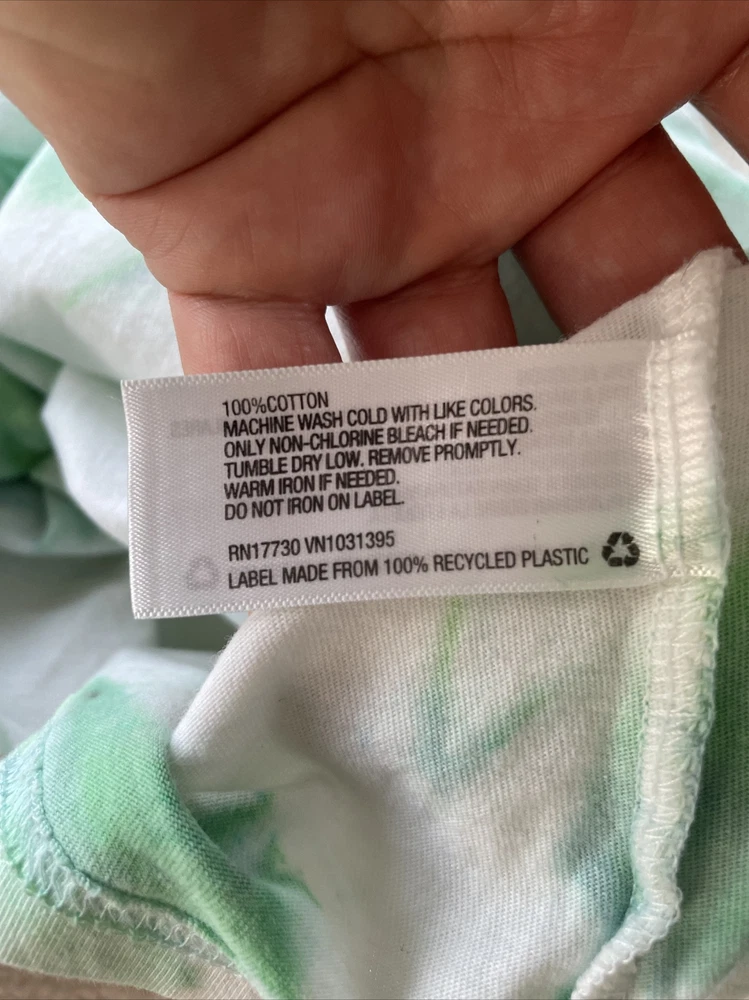 100%COTTON
MACHINE WASH COLD WITH LIKE COLORS.
ONLY NON-CHLORINE BLEACH IF NEEDED.
TUMBLE DRY LOW. REMOVE PROMPTLY.
WARM IRON IF NEEDED.
DO NOT IRON ON LABEL.
RN17730 VN1031395
LABEL MADE FROM 100% RECYCLED PLASTIC